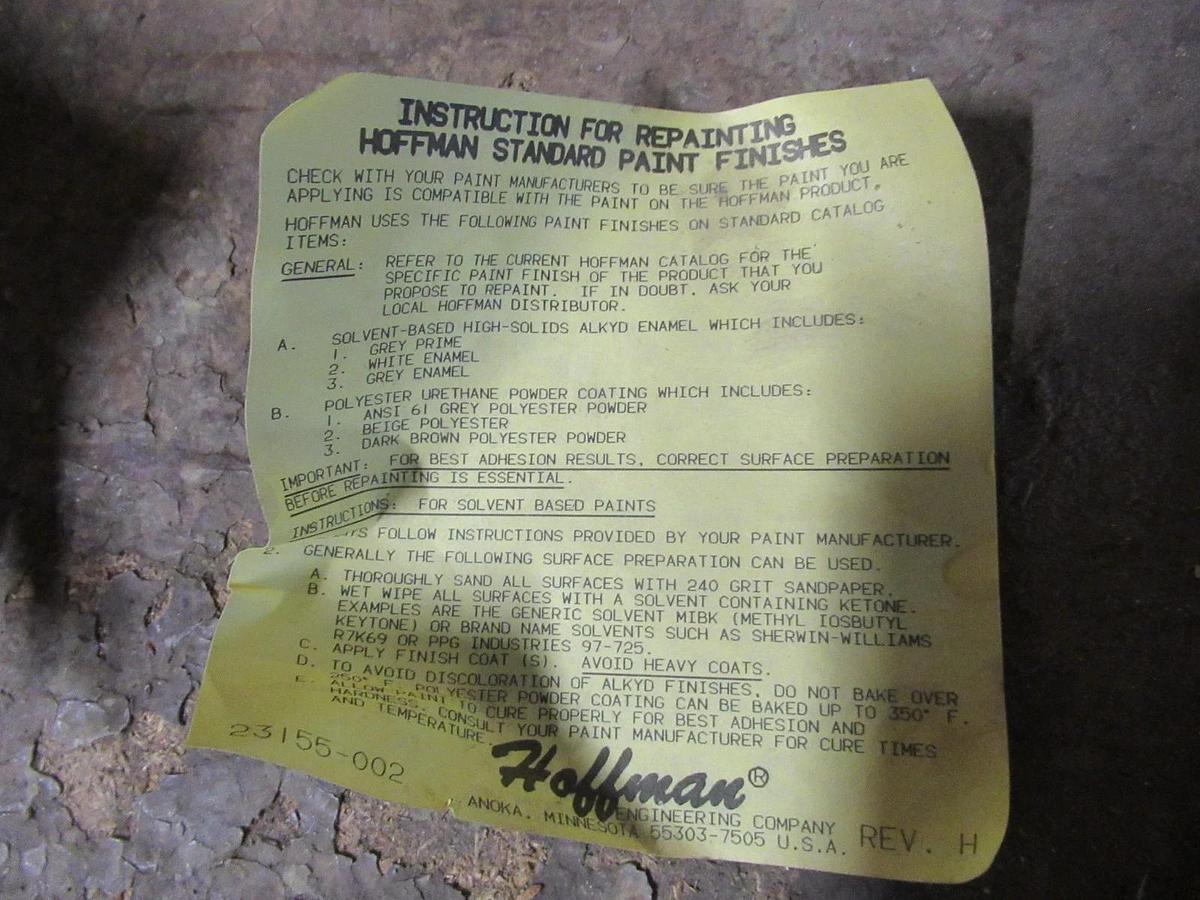 INSTRUCTION FOR REPAINTING
HOFFMAN STANDARD PAINT FINISHES
CHECK WITH YOUR PAINT MANUFACTURERS TO BE SURE THE PAINT YOU ARE
APPLYING IS COMPATIBLE WITH THE PAINT ON THE HOFFMAN PRODUCT.
HOFFMAN USES THE FOLLOWING PAINT FINISHES ON STANDARD CATALOG
ITEMS:
GENERAL: REFER TO THE CURRENT HOFFMAN CATALOG FOR THE
SPECIFIC PAINT FINISH OF THE PRODUCT THAT YOU
PROPOSE TO REPAINT. IF IN DOUBT, ASK YOUR
LOCAL HOFFMAN DISTRIBUTOR.
A. SOLVENT-BASED HIGH-SOLIDS ALKYD ENAMEL WHICH INCLUDES:
1. GREY PRIME
2. WHITE ENAMEL
3. GREY ENAMEL
B. POLYESTER URETHANE POWDER COATING WHICH INCLUDES:
1. ANSI 61 GREY POLYESTER POWDER
2. BEIGE POLYESTER
3. DARK BROWN POLYESTER POWDER
IMPORTANT: FOR BEST ADHESION RESULTS, CORRECT SURFACE PREPARATION
BEFORE REPAINTING IS ESSENTIAL.
INSTRUCTIONS: FOR SOLVENT BASED PAINTS
FOLLOW INSTRUCTIONS PROVIDED BY YOUR PAINT MANUFACTURER.
2. GENERALLY THE FOLLOWING SURFACE PREPARATION CAN BE USED.
A. THOROUGHLY SAND ALL SURFACES WITH 240 GRIT SANDPAPER.
B. WET WIPE ALL SURFACES WITH A SOLVENT CONTAINING KETONE.
EXAMPLES ARE THE GENERIC SOLVENT MIBK (METHYL IOSBUTYL
KEYTONE) OR BRAND NAME SOLVENTS SUCH AS SHERWIN-WILLIAMS
R7K69 OR PPG INDUSTRIES 97-725.
C. APPLY FINISH COAT (S). AVOID HEAVY COATS.
D. TO AVOID DISCOLORATION OF ALKYD FINISHES, DO NOT BAKE OVER
250° F. POLYESTER POWDER COATING CAN BE BAKED UP TO 350° F.
E. ALLOW PAINT TO CURE PROPERLY FOR BEST ADHESION AND
HARDNESS. CONSULT YOUR PAINT MANUFACTURER FOR CURE TIMES
AND TEMPERATURE.
23155-002
Hoffman®
ENGINEERING COMPANY
ANOKA, MINNESOTA 55303-7505 U.S.A.
REV. H